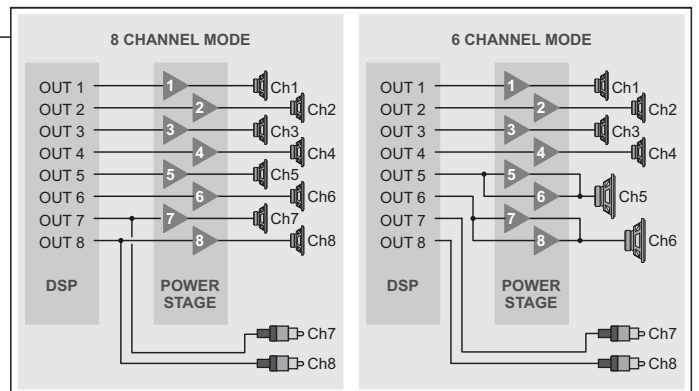 8 CHANNEL MODE
OUT 1
OUT 2
OUT 3
OUT 4
OUT 5
OUT 6
OUT 7
OUT 8
DSP
1
2
3
4
5
6
7
8
POWER
STAGE
Ch1
Ch2
Ch3
Ch4
Ch5
Ch6
Ch7
Ch8
Ch7
Ch8
6 CHANNEL MODE
OUT 1
OUT 2
OUT 3
OUT 4
OUT 5
OUT 6
OUT 7
OUT 8
DSP
1
2
3
4
5
6
7
8
POWER
STAGE
Ch1
Ch2
Ch3
Ch4
Ch5
Ch6
Ch7
Ch8